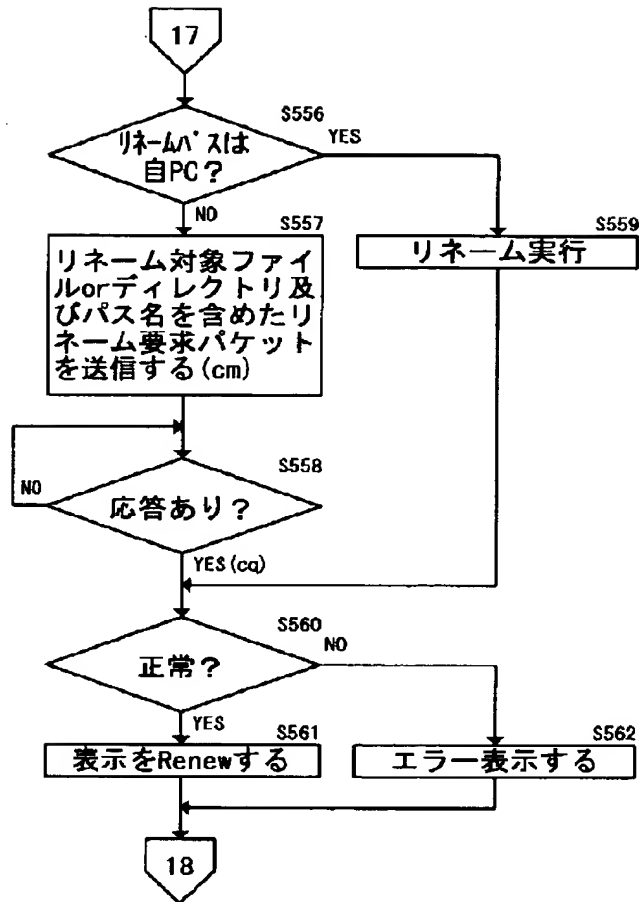 17
S556
リネームパスは
自PC?
YES
NO
S557
リネーム対象ファイ
ルorディレクトリ及
びパス名を含めたリ
ネーム要求パケット
を送信する(cm)
S559
リネーム実行
S558
応答あり?
NO
YES(cq)
S560
正常?
NO
YES
S561
表示をRenewする
S562
エラー表示する
18